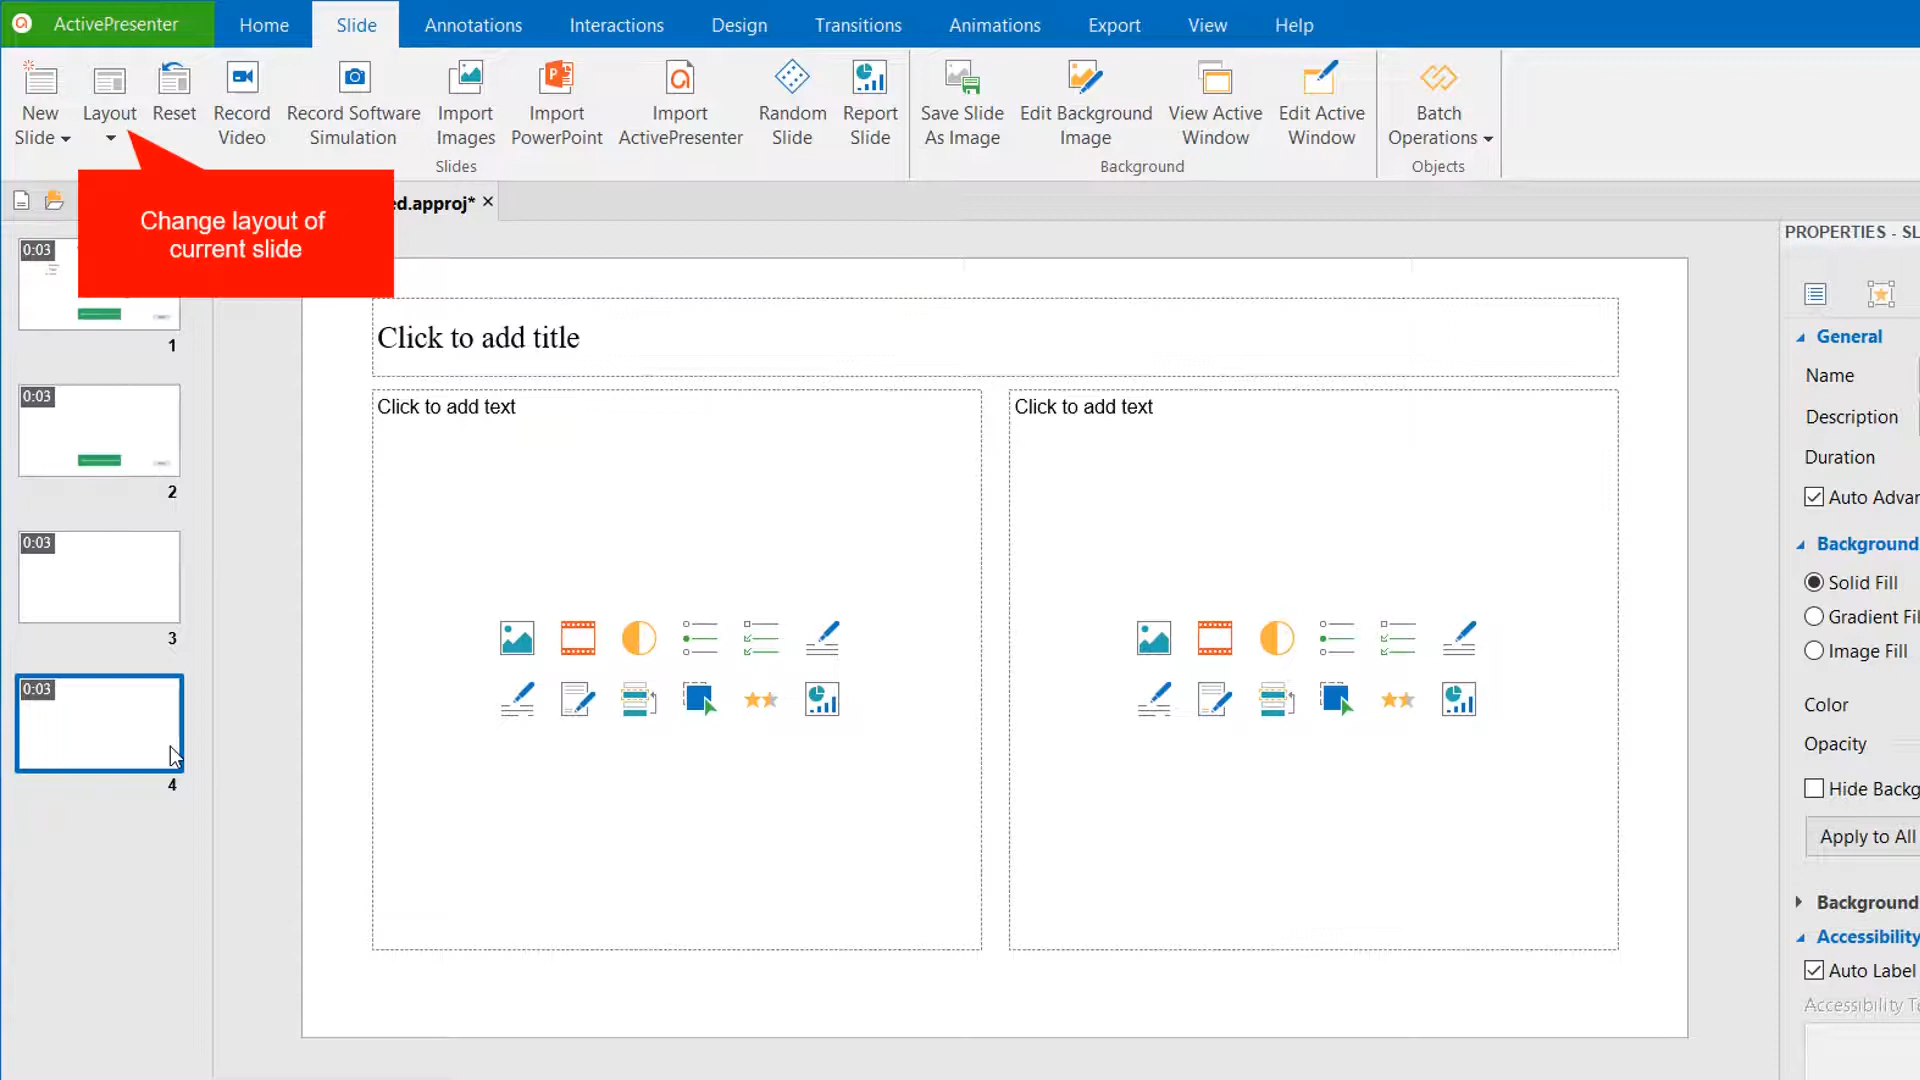 ActivePresenter
Home
Slide
Annotations
Interactions
Design
Transitions
Animations
Export
View
Help
New
Slide
Layout
Reset
Record
Video
Record Software
Simulation
Import
Images
Import
PowerPoint
Import
ActivePresenter
Random
Slide
Report
Slide
Save Slide
As Image
Edit Background
Image
View Active
Window
Edit Active
Window
Batch
Operations
Slides
Background
Objects
Change layout of
current slide
ed.approj*
PROPERTIES - SL
0:03
1
0:03
2
0:03
3
0:03
4
Click to add title
Click to add text
Click to add text
General
Name
Description
Duration
Auto Advan
Background
Solid Fill
Gradient Fil
Image Fill
Color
Opacity
Hide Backg
Apply to All
Background
Accessibility
Auto Label
Accessibility Te